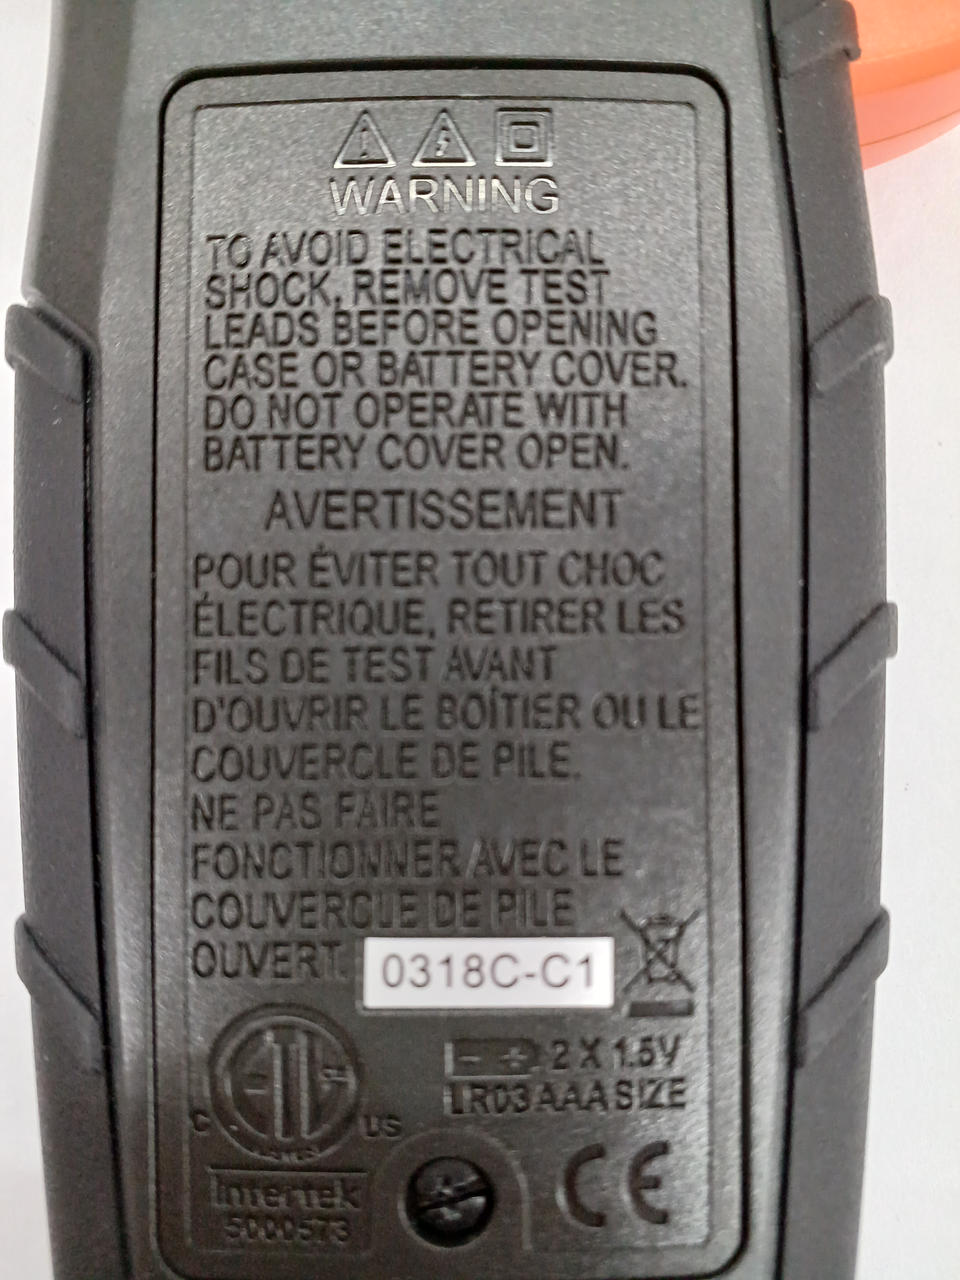 WARNING
TO AVOID ELECTRICAL
SHOCK, REMOVE TEST
LEADS BEFORE OPENING
CASE OR BATTERY COVER.
DO NOT OPERATE WITH
BATTERY COVER OPEN.
AVERTISSEMENT
POUR ÉVITER TOUT CHOC
ÉLECTRIQUE, RETIRER LES
FILS DE TEST AVANT
D'OUVRIR LE BOÎTIER OU LE
COUVERCLE DE PILE.
NE PAS FAIRE
FONCTIONNER AVEC LE
COUVERCLE DE PILE
OUVERT.
0318C-C1
ETL
C US
Intertek
5000573
- + 2 X 1.5V
LR03 AAA SIZE
CE